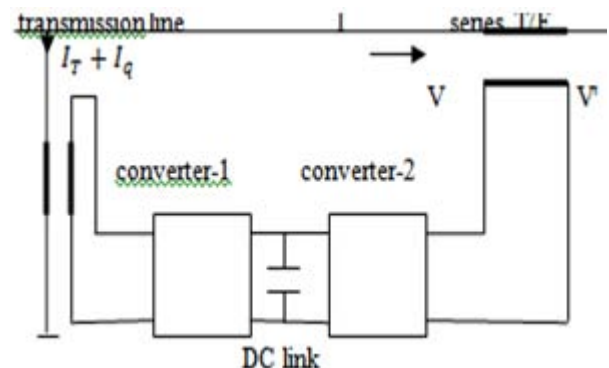 transmission line I series T/F
I_T + I_q
V V'
converter-1 converter-2
DC link